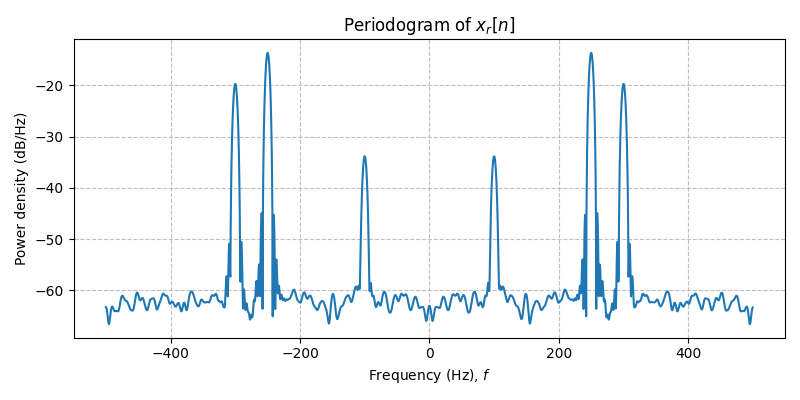 Periodogram of $x_r[n]$
−20
−30
−40
−50
−60
Power density (dB/Hz)
−400 −200 0 200 400
Frequency (Hz), $f$